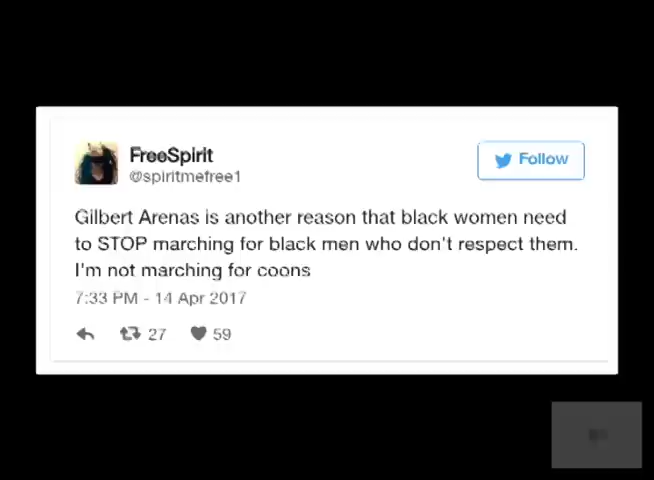 FreeSpirit
@spiritmefree1
Follow
Gilbert Arenas is another reason that black women need
to STOP marching for black men who don't respect them.
I'm not marching for coons
7:33 PM - 14 Apr 2017
27 59